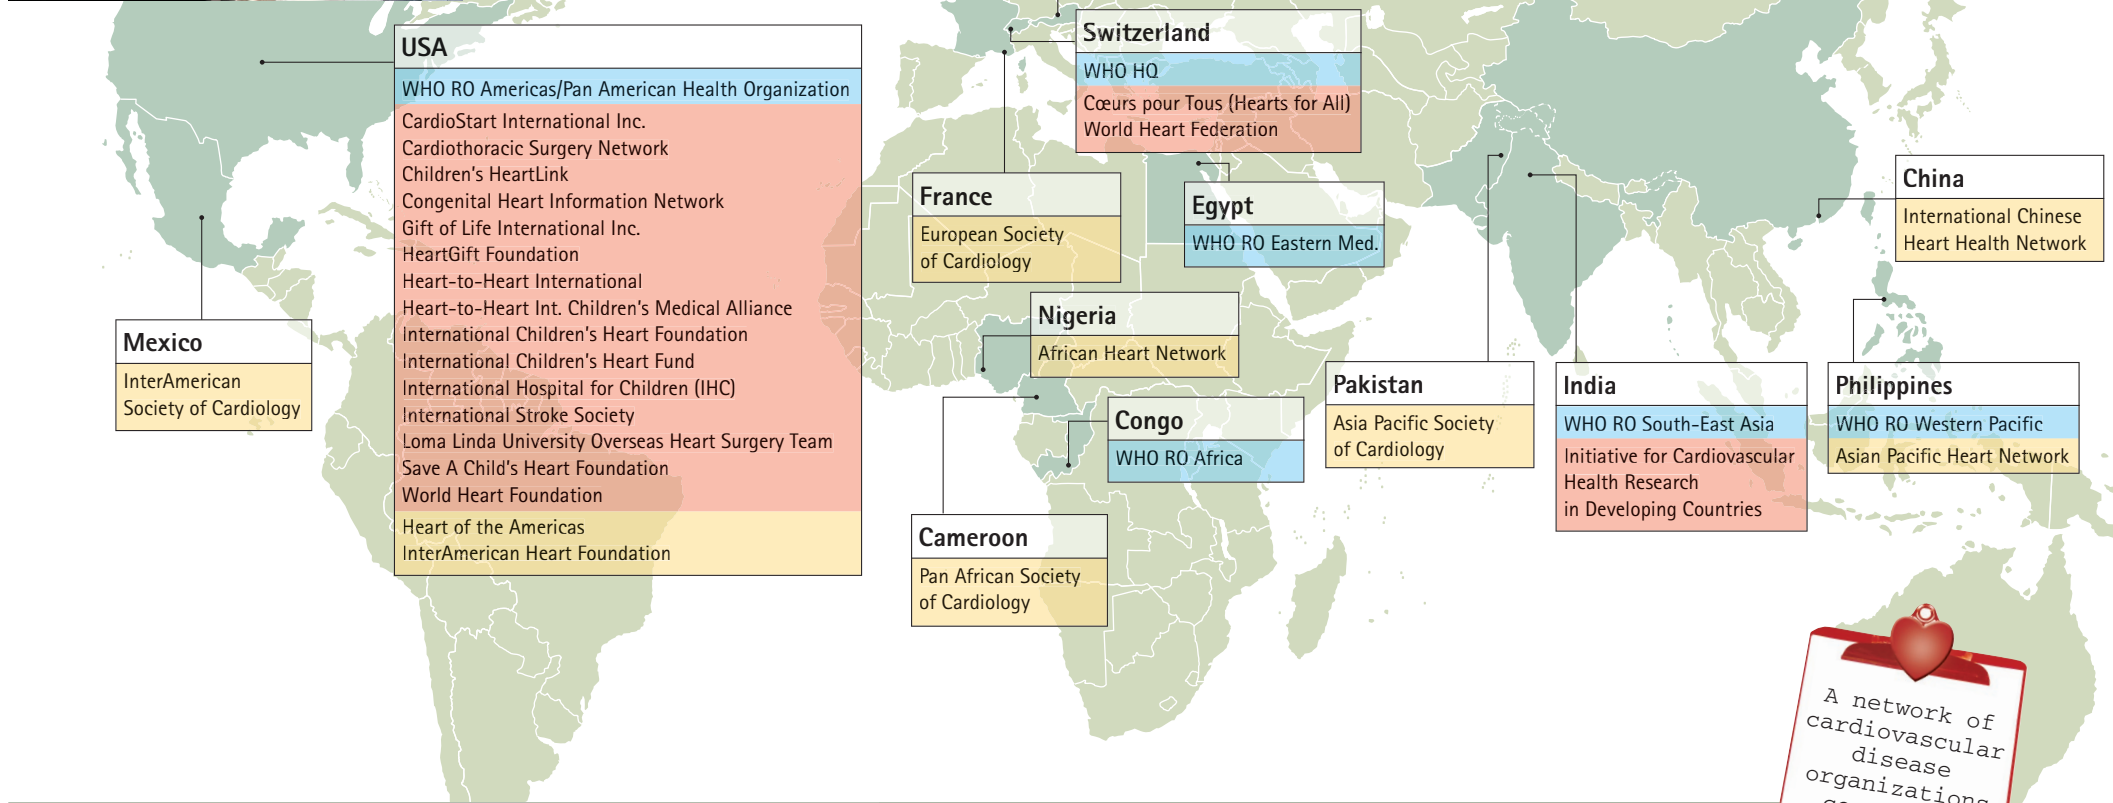 USA
WHO RO Americas/Pan American Health Organization
CardioStart International Inc.
Cardiothoracic Surgery Network
Children's HeartLink
Congenital Heart Information Network
Gift of Life International Inc.
HeartGift Foundation
Heart-to-Heart International
Heart-to-Heart Int. Children's Medical Alliance
International Children's Heart Foundation
International Children's Heart Fund
International Hospital for Children (IHC)
International Stroke Society
Loma Linda University Overseas Heart Surgery Team
Save A Child's Heart Foundation
World Heart Foundation
Heart of the Americas
InterAmerican Heart Foundation
Mexico
InterAmerican
Society of Cardiology
Switzerland
WHO HQ
Cœurs pour Tous (Hearts for All)
World Heart Federation
France
European Society
of Cardiology
Egypt
WHO RO Eastern Med.
Nigeria
African Heart Network
Congo
WHO RO Africa
Cameroon
Pan African Society
of Cardiology
Pakistan
Asia Pacific Society
of Cardiology
India
WHO RO South-East Asia
Initiative for Cardiovascular
Health Research
in Developing Countries
China
International Chinese
Heart Health Network
Philippines
WHO RO Western Pacific
Asian Pacific Heart Network
A network of
cardiovascular
disease
organizations